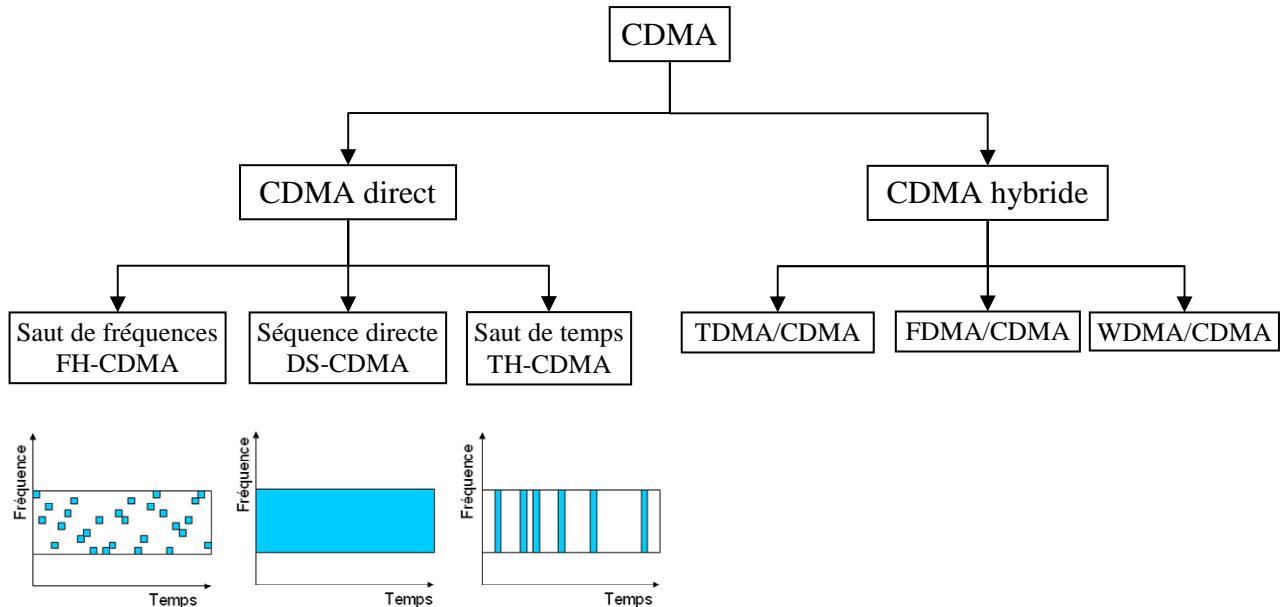 CDMA
CDMA direct
CDMA hybride
Saut de fréquences
FH-CDMA
Séquence directe
DS-CDMA
Saut de temps
TH-CDMA
TDMA/CDMA
FDMA/CDMA
WDMA/CDMA
Fréquence
Temps
Fréquence
Temps
Fréquence
Temps